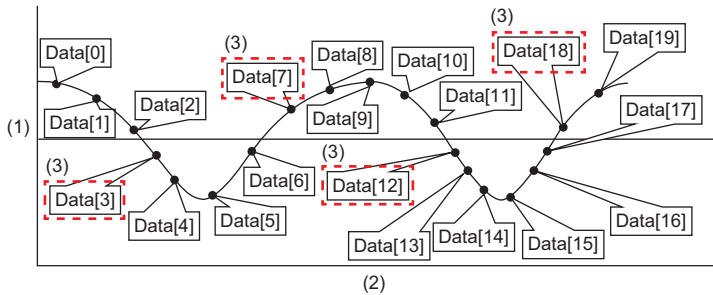 (3)
(3)
Data[0]
Data[7]
Data[8]
Data[10]
Data[18]
Data[19]
Data[1]
Data[2]
Data[9]
Data[11]
Data[17]
(1)
(3)
Data[3]
Data[4]
Data[5]
Data[6]
(3)
Data[12]
Data[13]
Data[14]
Data[15]
Data[16]
(2)